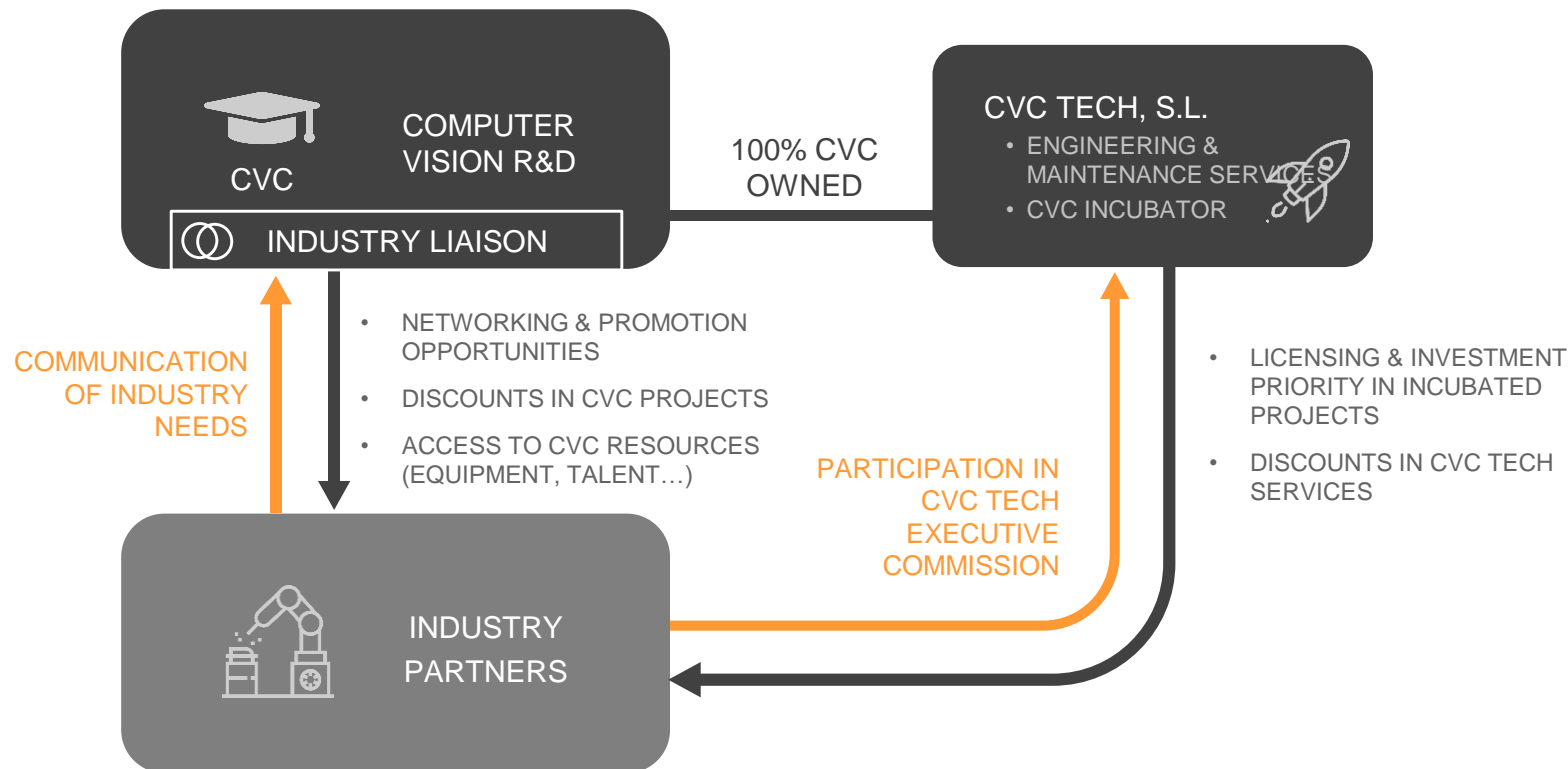 CVC
COMPUTER
VISION R&D
INDUSTRY LIAISON
100% CVC
OWNED
CVC TECH, S.L.
• ENGINEERING &
MAINTENANCE SERVICES
• CVC INCUBATOR
COMMUNICATION
OF INDUSTRY
NEEDS
• NETWORKING & PROMOTION
OPPORTUNITIES
• DISCOUNTS IN CVC PROJECTS
• ACCESS TO CVC RESOURCES
(EQUIPMENT, TALENT…)
PARTICIPATION IN
CVC TECH
EXECUTIVE
COMMISSION
• LICENSING & INVESTMENT
PRIORITY IN INCUBATED
PROJECTS
• DISCOUNTS IN CVC TECH
SERVICES
INDUSTRY
PARTNERS